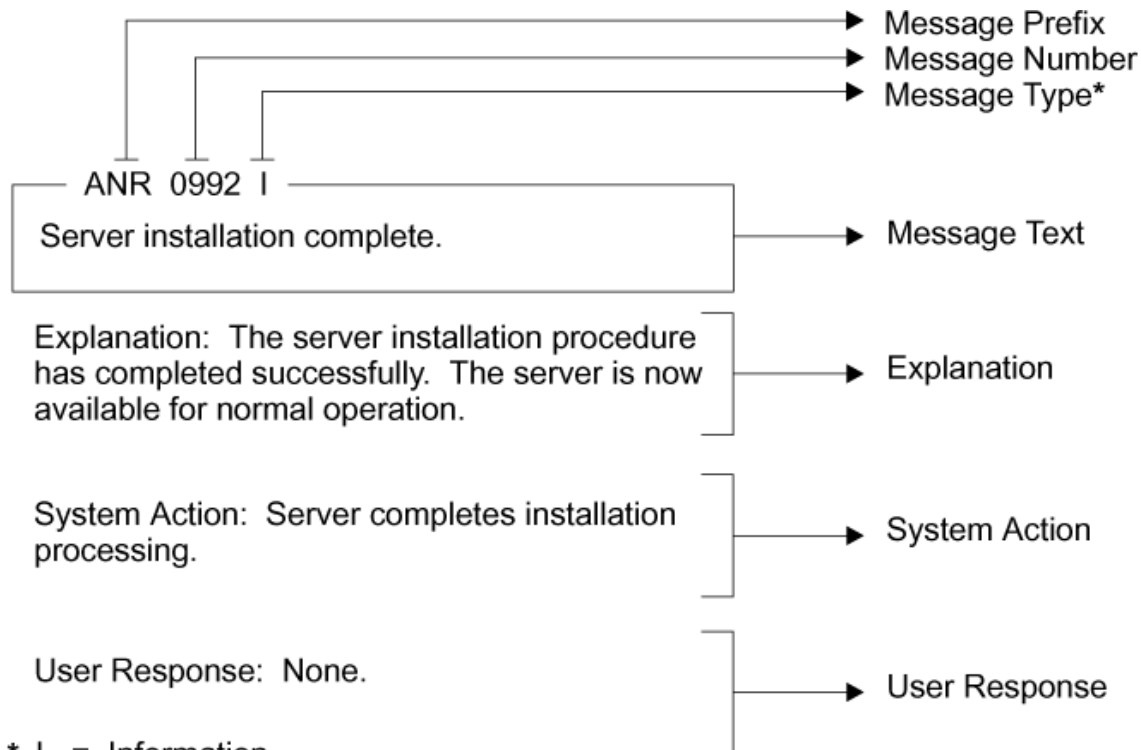 Message Prefix
Message Number
Message Type*
ANR 0992 I
Server installation complete.
Message Text
Explanation: The server installation procedure
has completed successfully. The server is now
available for normal operation.
Explanation
System Action: Server completes installation
processing.
System Action
User Response: None.
User Response
* I = Information